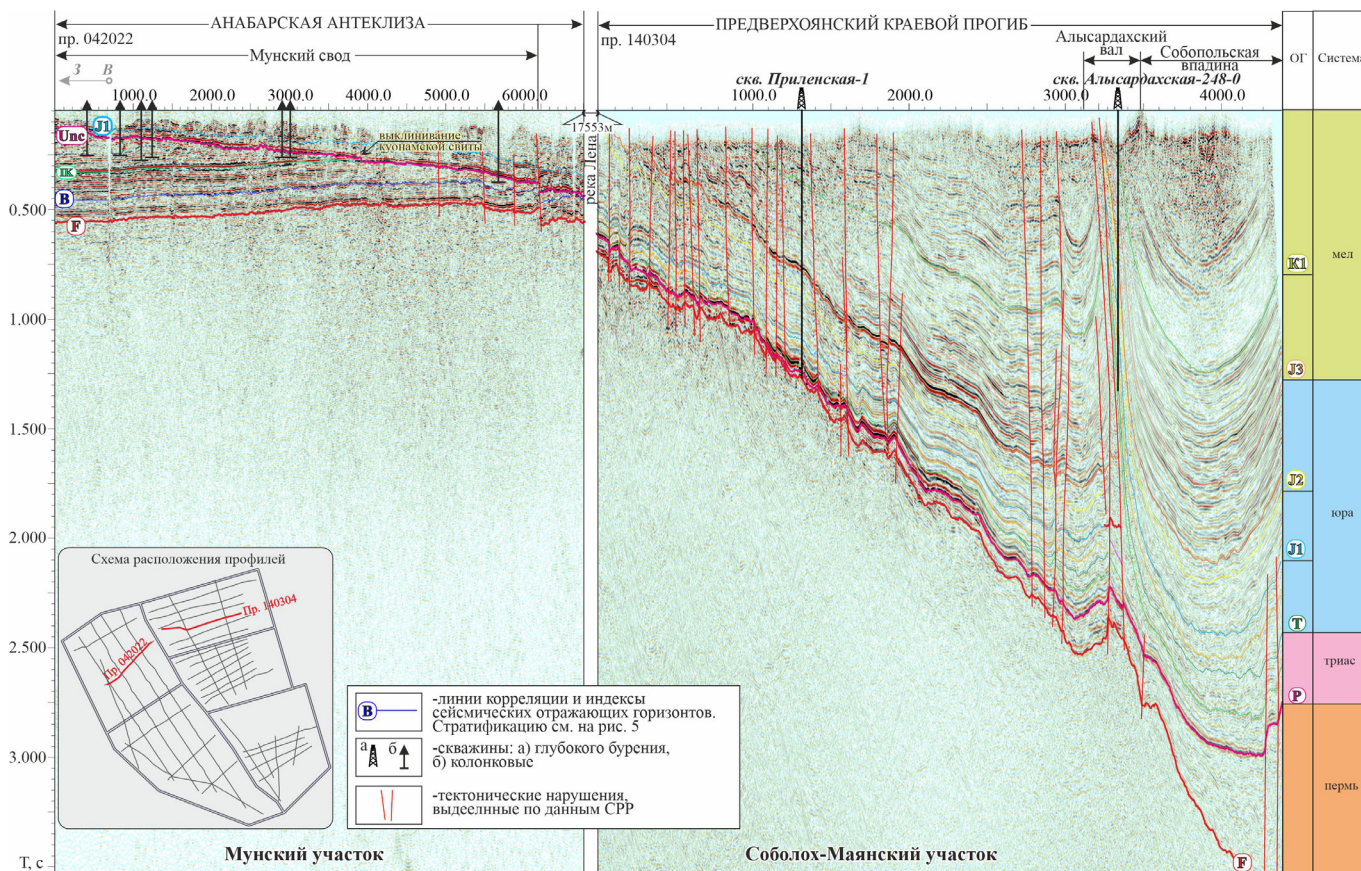 АНАБАРСКАЯ АНТЕКЛИЗА
ПРЕДВЕРХОЯНСКИЙ КРАЕВОЙ ПРОГИБ
пр. 042022
пр. 140304
Мунский свод
Алысардахский
вал
Собопольская
впадина
ОГ
Система
З
В
скв. Приленская-1
скв. Алысардахская-248-0
1000.0
2000.0
3000.0
4000.0
5000.0
6000.0
1000.0
2000.0
3000.0
4000.0
17553м
река Лена
Unc
J1
выклинивание
куонамской свиты
IK
В
F
0.500
1.000
1.500
2.000
2.500
3.000
Т, с
K1
J3
J2
J1
T
P
F
мел
юра
триас
пермь
Схема расположения профилей
Пр. 140304
Пр. 042022
В
-линии корреляции и индексы
сейсмических отражающих горизонтов.
Стратификацию см. на рис. 5
а
б
-скважины: а) глубокого бурения,
б) колонковые
-тектонические нарушения,
выдеелнные по данным СРР
Мунский участок
Соболох-Маянский участок